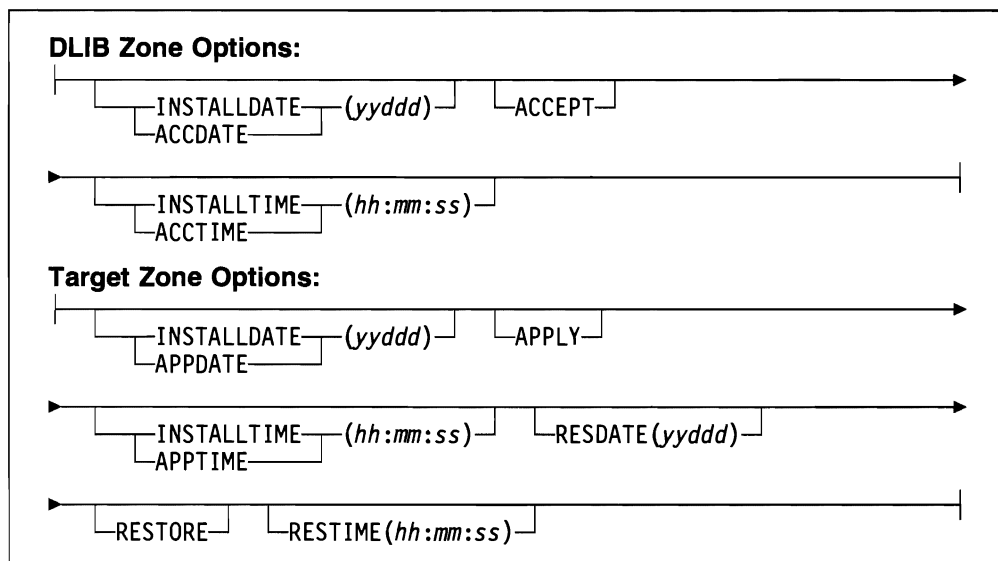 DLIB Zone Options:
INSTALLDATE (yyddd) ACCEPT
ACCDATE
INSTALLTIME (hh:mm:ss)
ACCTIME
Target Zone Options:
INSTALLDATE (yyddd) APPLY
APPDATE
INSTALLTIME (hh:mm:ss) RESDATE(yyddd)
APPTIME
RESTORE RESTIME(hh:mm:ss)